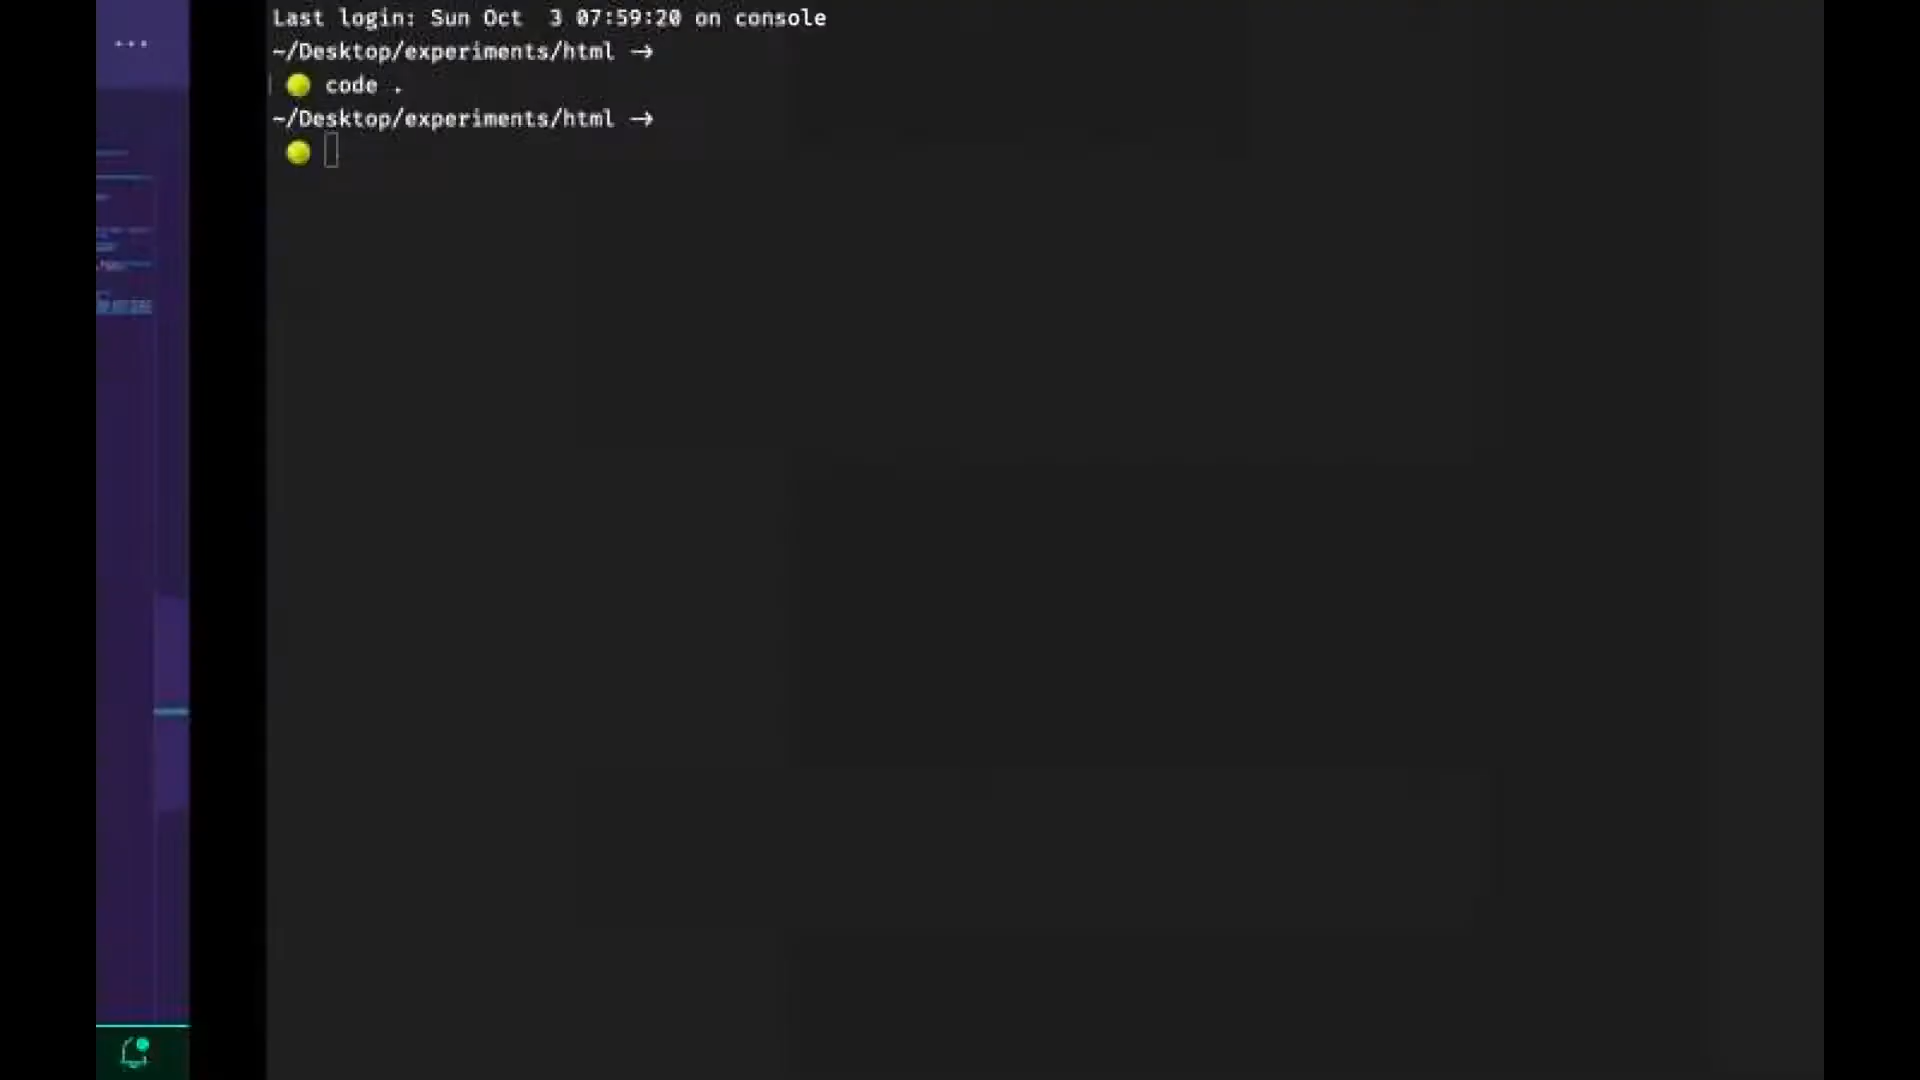 Last login: Sun Oct  3 07:59:20 on console
~/Desktop/experiments/html →
code .
~/Desktop/experiments/html →